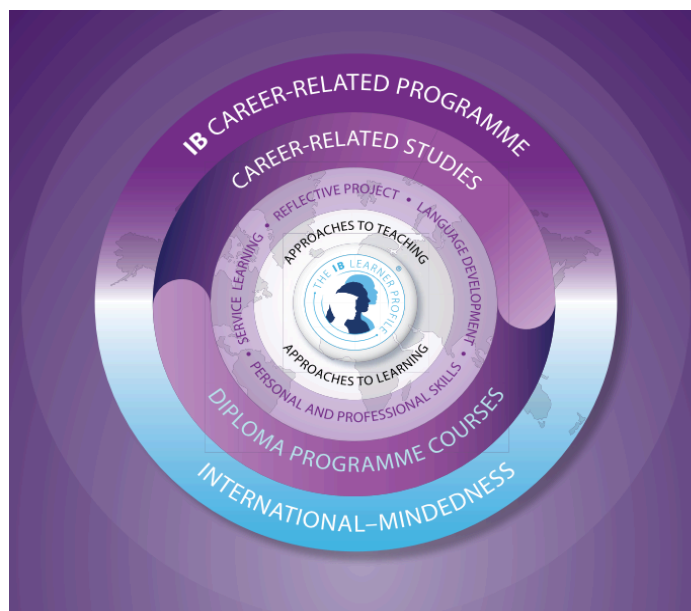 IB CAREER-RELATED PROGRAMME
CAREER-RELATED STUDIES
SERVICE LEARNING • REFLECTIVE PROJECT • LANGUAGE DEVELOPMENT
• PERSONAL AND PROFESSIONAL SKILLS •
APPROACHES TO TEACHING
THE IB LEARNER PROFILE ®
APPROACHES TO LEARNING
DIPLOMA PROGRAMME COURSES
INTERNATIONAL–MINDEDNESS